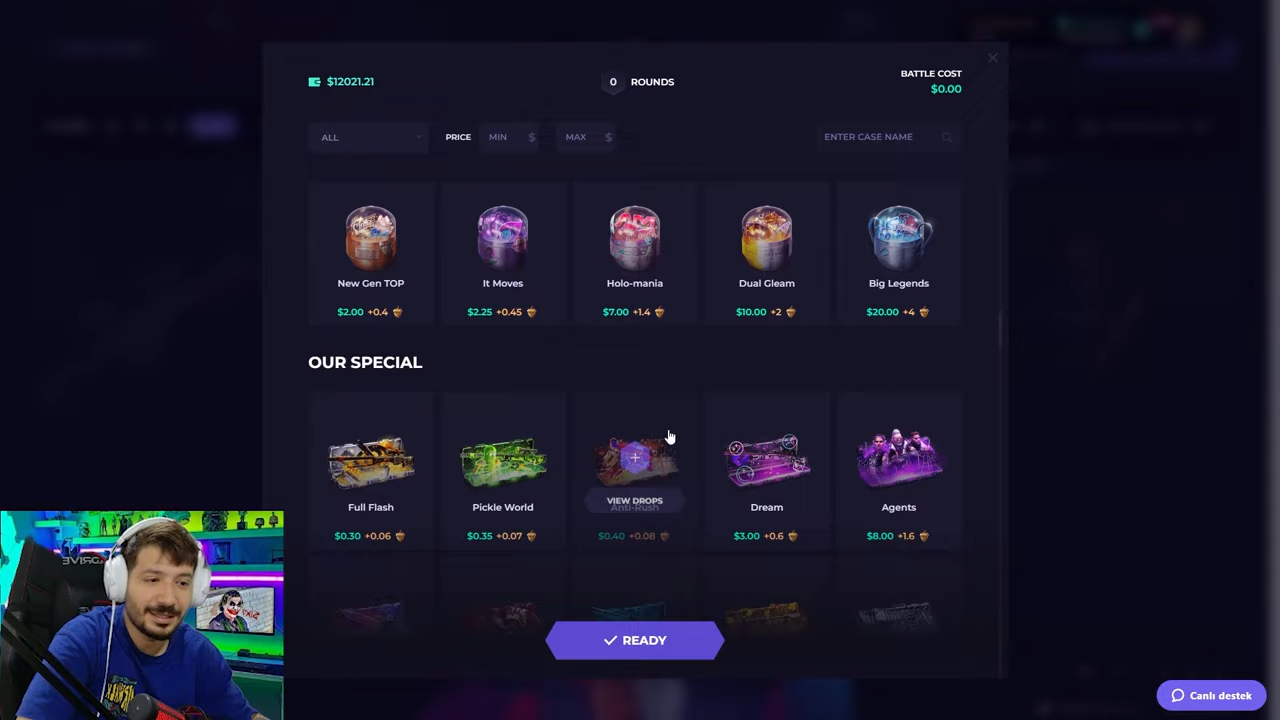 $12021.21
0 ROUNDS
BATTLE COST
$0.00
ALL
PRICE
MIN $
MAX $
ENTER CASE NAME
New Gen TOP
It Moves
Holo-mania
Dual Gleam
Big Legends
$2.00 +0.4
$2.25 +0.45
$7.00 +1.4
$10.00 +2
$20.00 +4
OUR SPECIAL
VIEW DROPS
Full Flash
Pickle World
Anti-Rush
Dream
Agents
$0.30 +0.06
$0.35 +0.07
$0.40 +0.08
$3.00 +0.6
$8.00 +1.6
READY
Canlı destek